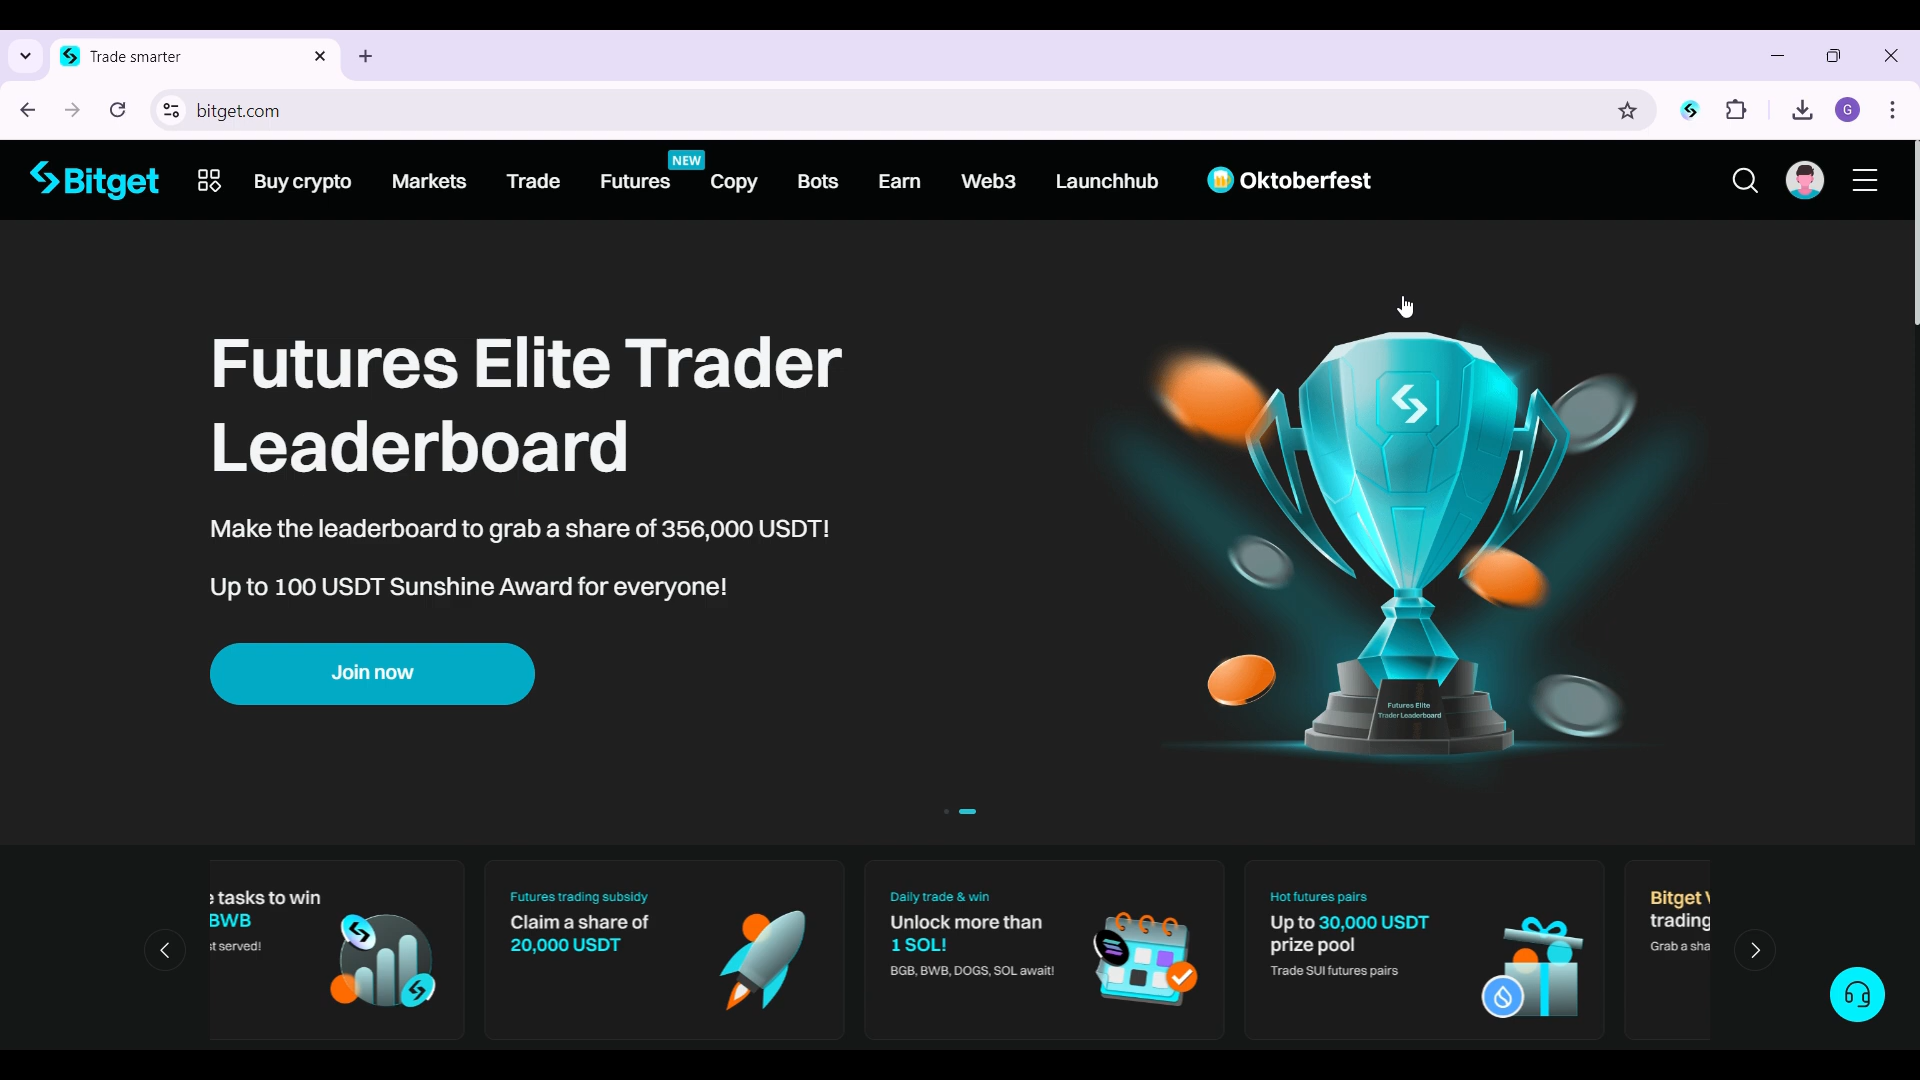 Trade smarter
bitget.com
G
Bitget
Buy crypto
Markets
Trade
Futures
NEW
Copy
Bots
Earn
Web3
Launchhub
Oktoberfest
Futures Elite Trader
Leaderboard
Make the leaderboard to grab a share of 356,000 USDT!
Up to 100 USDT Sunshine Award for everyone!
Join now
Futures Elite
Trader Leaderboard
tasks to win
BWB
served!
Futures trading subsidy
Claim a share of
20,000 USDT
Daily trade & win
Unlock more than
1 SOL!
BGB, BWB, DOGS, SOL await!
Hot futures pairs
Up to 30,000 USDT
prize pool
Trade SUI futures pairs
Bitget
trading
Grab a sha